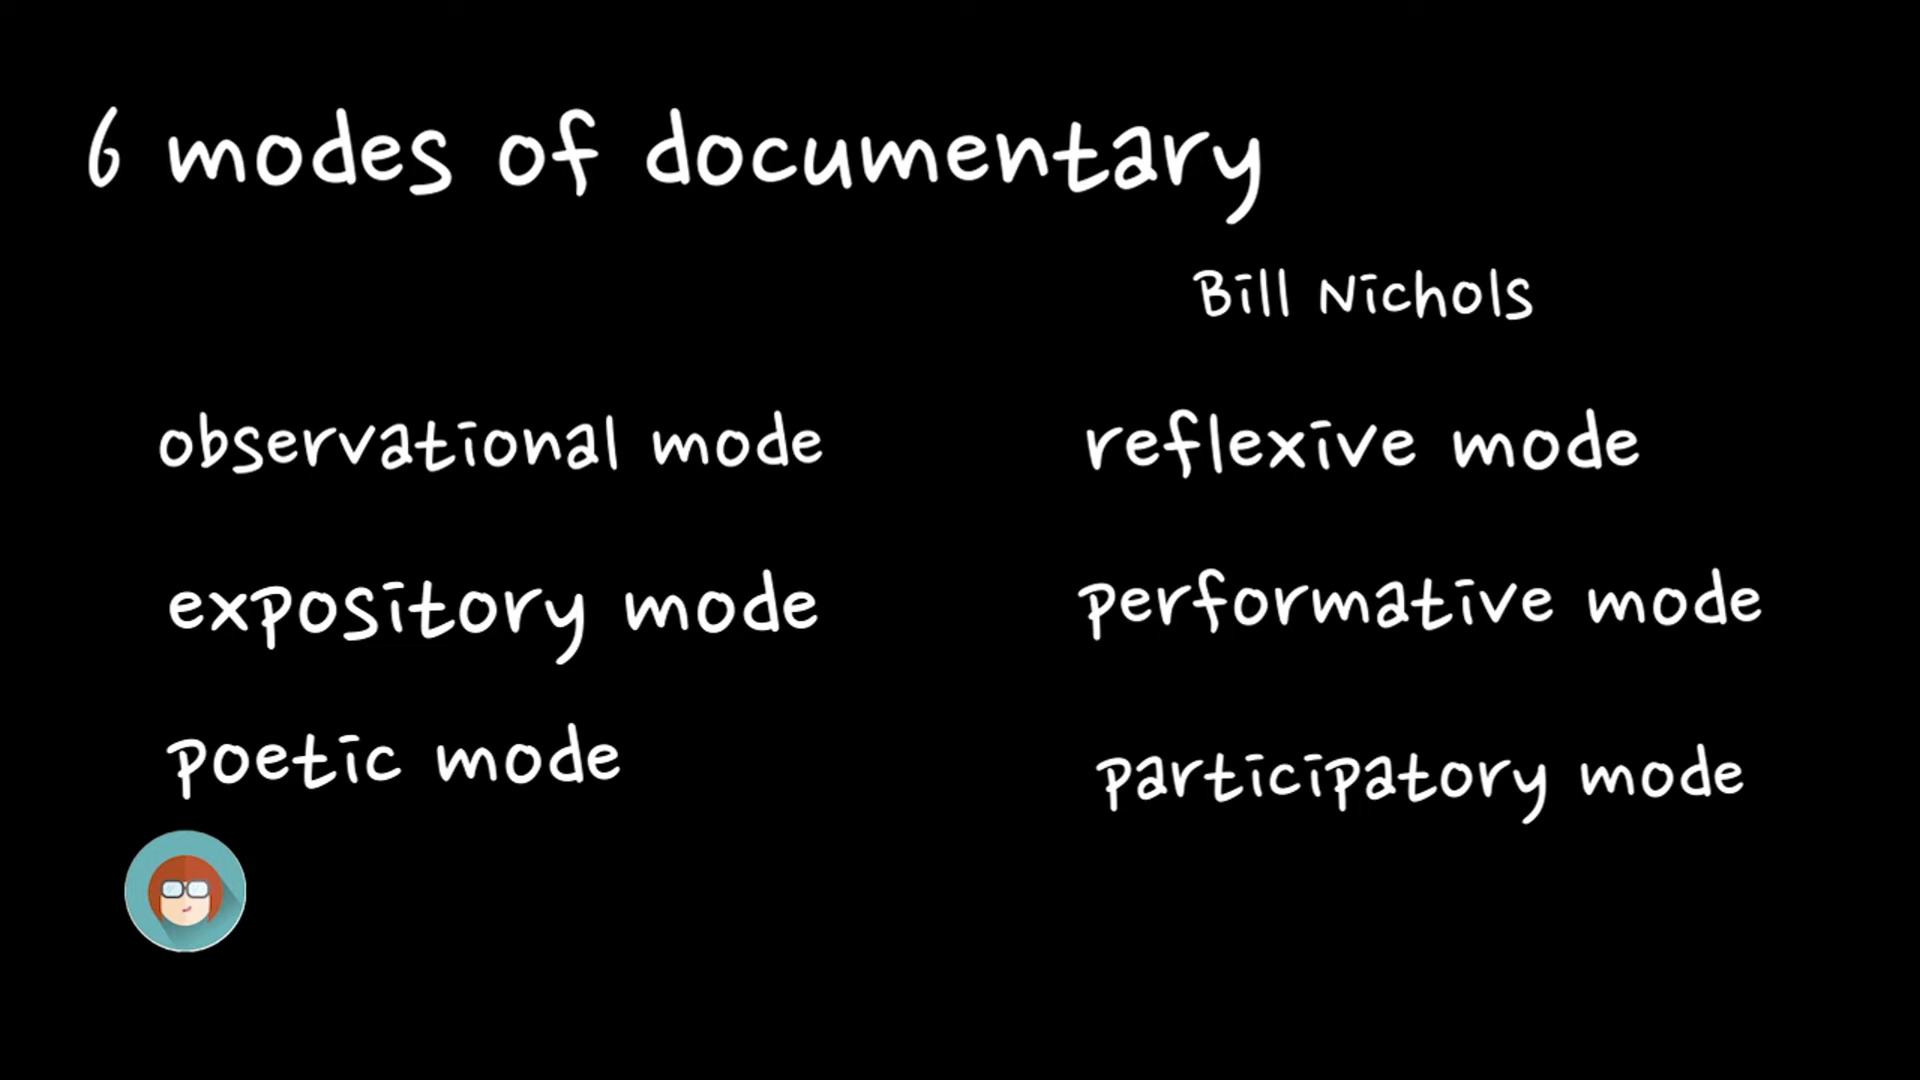 6 modes of documentary
Bill Nichols
observational mode
expository mode
poetic mode
reflexive mode
performative mode
participatory mode